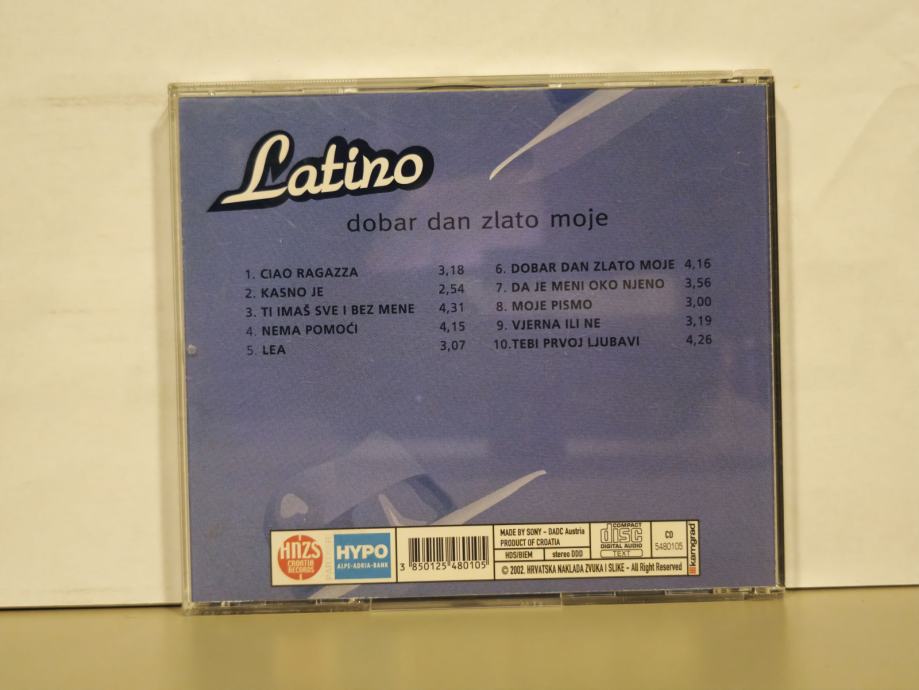 Latino
dobar dan zlato moje
1. CIAO RAGAZZA 3,18
2. KASNO JE 2,54
3. TI IMAŠ SVE I BEZ MENE 4,31
4. NEMA POMOĆI 4,15
5. LEA 3,07
6. DOBAR DAN ZLATO MOJE 4,16
7. DA JE MENI OKO NJENO 3,56
8. MOJE PISMO 3,00
9. VJERNA ILI NE 3,19
10. TEBI PRVOJ LJUBAVI 4,26
HNZS
CROATIA
RECORDS
HYPO
ALPE-ADRIA-BANK
3 850125 480105
MADE BY SONY - DADC Austria
PRODUCT OF CROATIA
HDS/BIEM stereo DDD
COMPACT
disc
DIGITAL AUDIO
TEXT
CD
5480105
© 2002. HRVATSKA NAKLADA ZVUKA I SLIKE - All Right Reserved
kamgrad